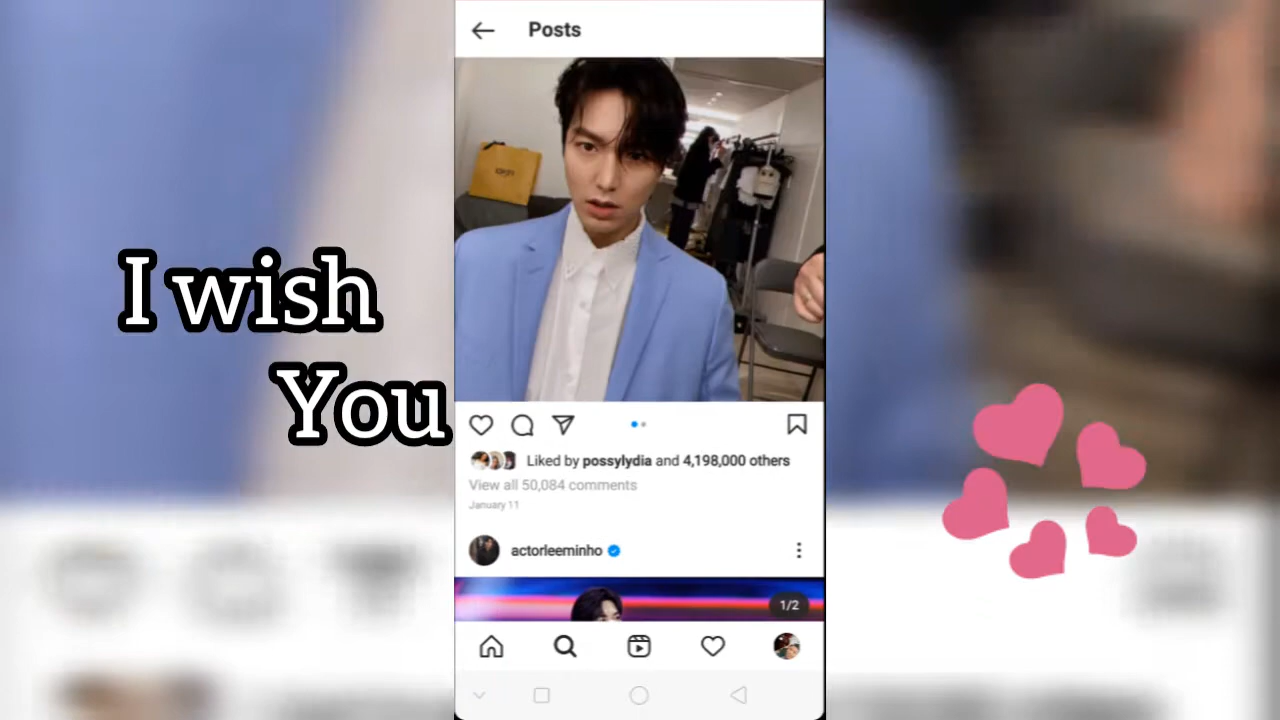 Posts
I wish
You
Liked by possylydia and 4,198,000 others
View all 50,084 comments
January 11
actorleeminho
1/2